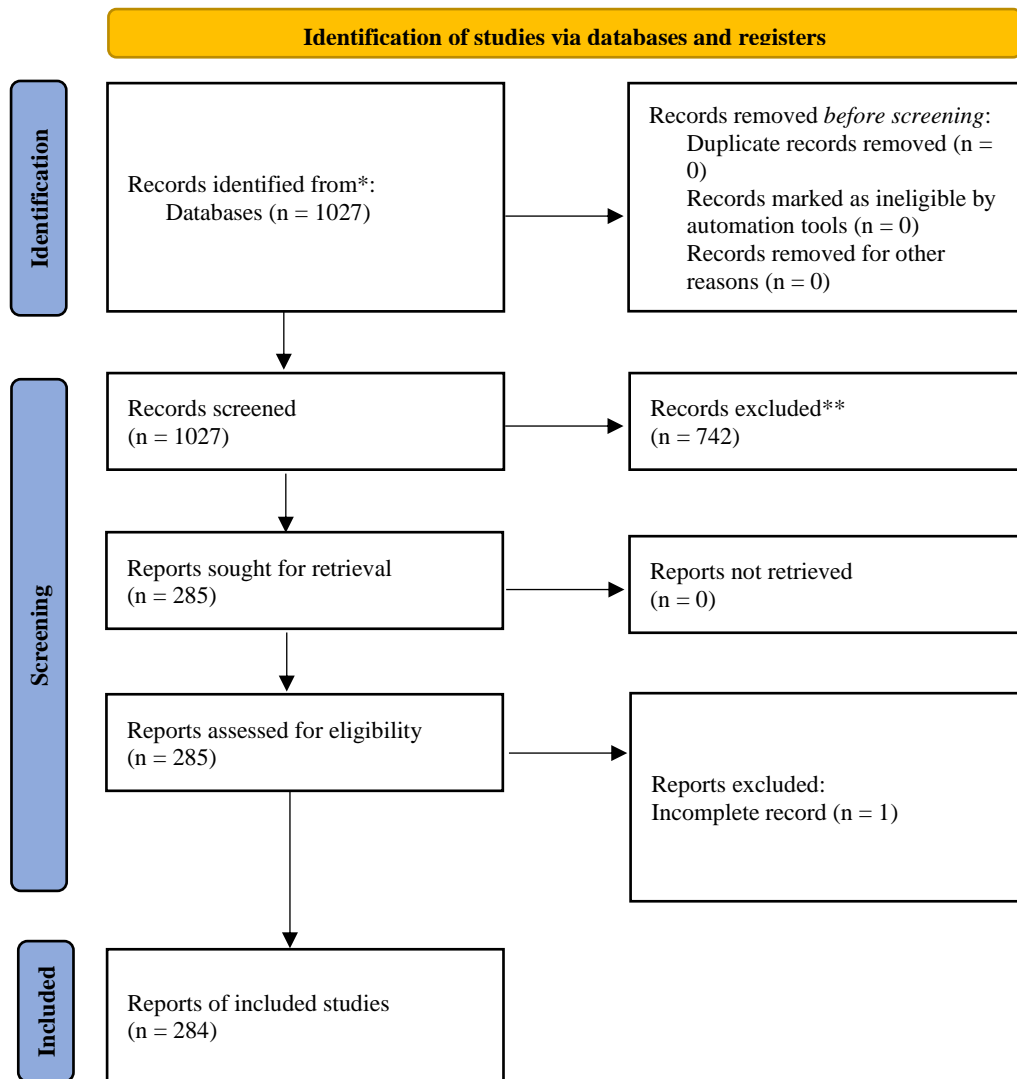 Identification of studies via databases and registers
Identification
Records identified from*:
Databases (n = 1027)
Records removed before screening:
Duplicate records removed (n =
0)
Records marked as ineligible by
automation tools (n = 0)
Records removed for other
reasons (n = 0)
Screening
Records screened
(n = 1027)
Records excluded**
(n = 742)
Reports sought for retrieval
(n = 285)
Reports not retrieved
(n = 0)
Reports assessed for eligibility
(n = 285)
Reports excluded:
Incomplete record (n = 1)
Included
Reports of included studies
(n = 284)